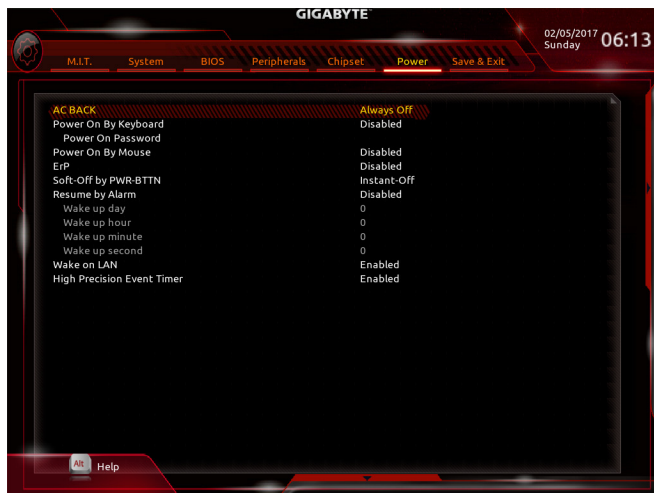 GIGABYTE™
02/05/2017 06:13
Sunday
M.I.T. System BIOS Peripherals Chipset Power Save & Exit
AC BACK Always Off
Power On By Keyboard Disabled
Power On Password
Power On By Mouse Disabled
ErP Disabled
Soft-Off by PWR-BTTN Instant-Off
Resume by Alarm Disabled
Wake up day 0
Wake up hour 0
Wake up minute 0
Wake up second 0
Wake on LAN Enabled
High Precision Event Timer Enabled
Alt Help